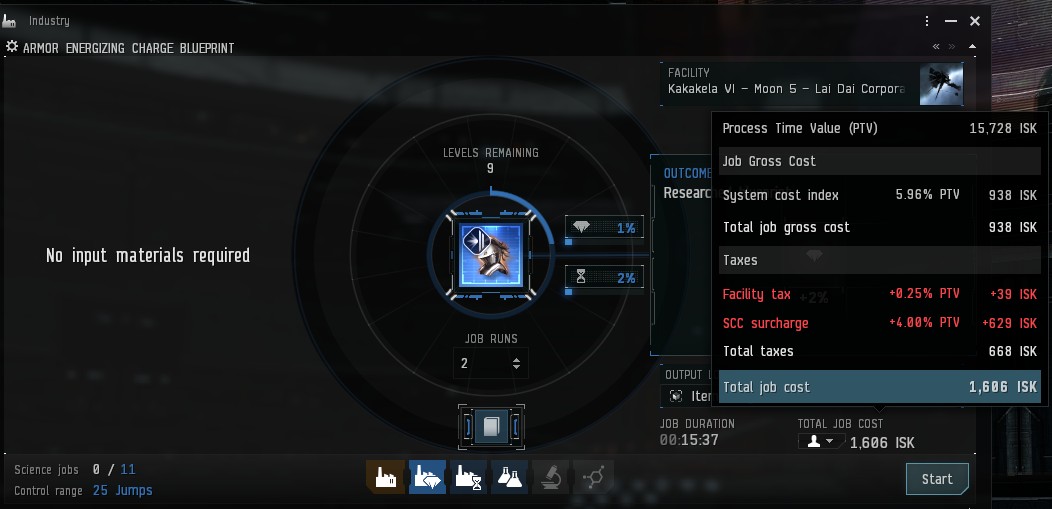 Industry
ARMOR ENERGIZING CHARGE BLUEPRINT
FACILITY
Kakakela VI - Moon 5 - Lai Dai Corpora
Process Time Value (PTV) 15,728 ISK
Job Gross Cost
System cost index 5.96% PTV 938 ISK
Total job gross cost 938 ISK
Taxes
Facility tax +0.25% PTV +39 ISK
SCC surcharge +4.00% PTV +629 ISK
Total taxes 668 ISK
Total job cost 1,606 ISK
LEVELS REMAINING
9
OUTCOME
Researc
1%
2%
+2%
No input materials required
JOB RUNS
2
OUTPUT L
Iter
JOB DURATION
00:15:37
TOTAL JOB COST
1,606 ISK
Science jobs 0 / 11
Control range 25 Jumps
Start